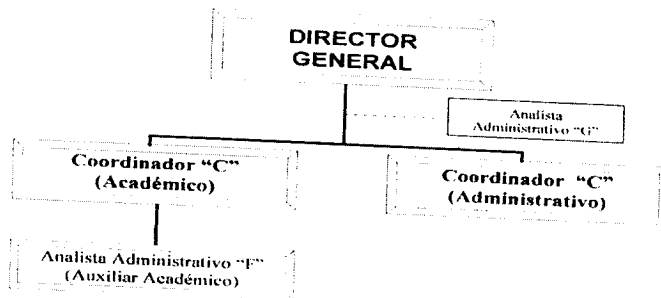 DIRECTOR
GENERAL
Analista
Administrativo "G"
Coordinador "C"
(Académico)
Coordinador "C"
(Administrativo)
Analista Administrativo "F"
(Auxiliar Académico)